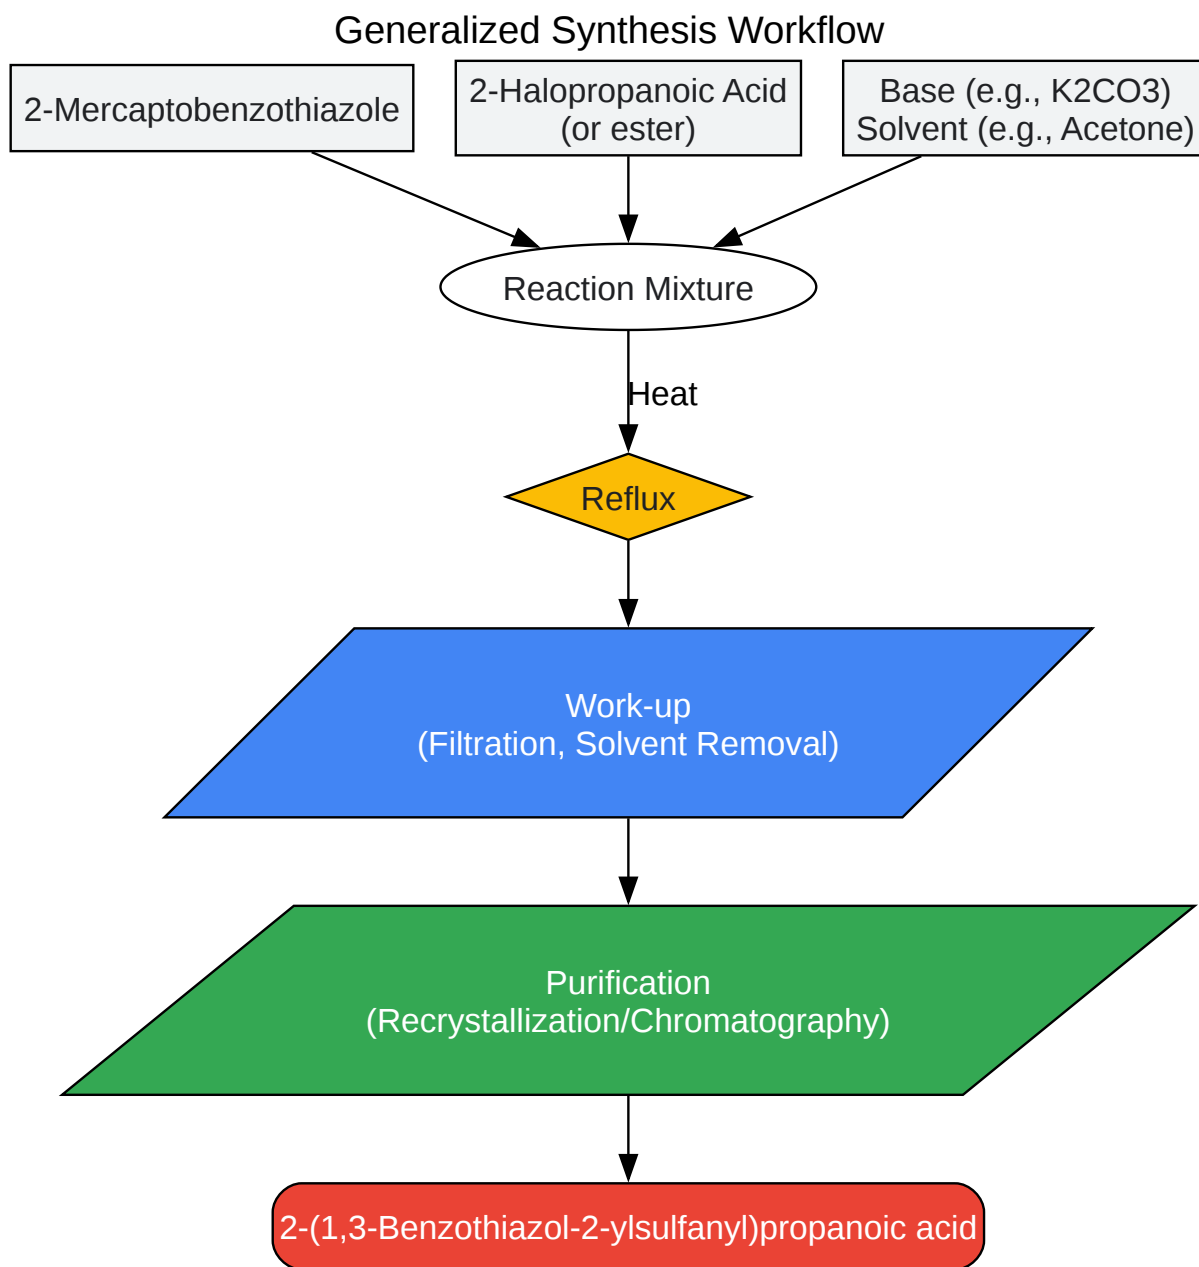 Generalized Synthesis Workflow
2-Mercaptobenzothiazole
2-Halopropanoic Acid
(or ester)
Base (e.g., K2CO3)
Solvent (e.g., Acetone)
Reaction Mixture
Heat
Reflux
Work-up
(Filtration, Solvent Removal)
Purification
(Recrystallization/Chromatography)
2-(1,3-Benzothiazol-2-ylsulfanyl)propanoic acid